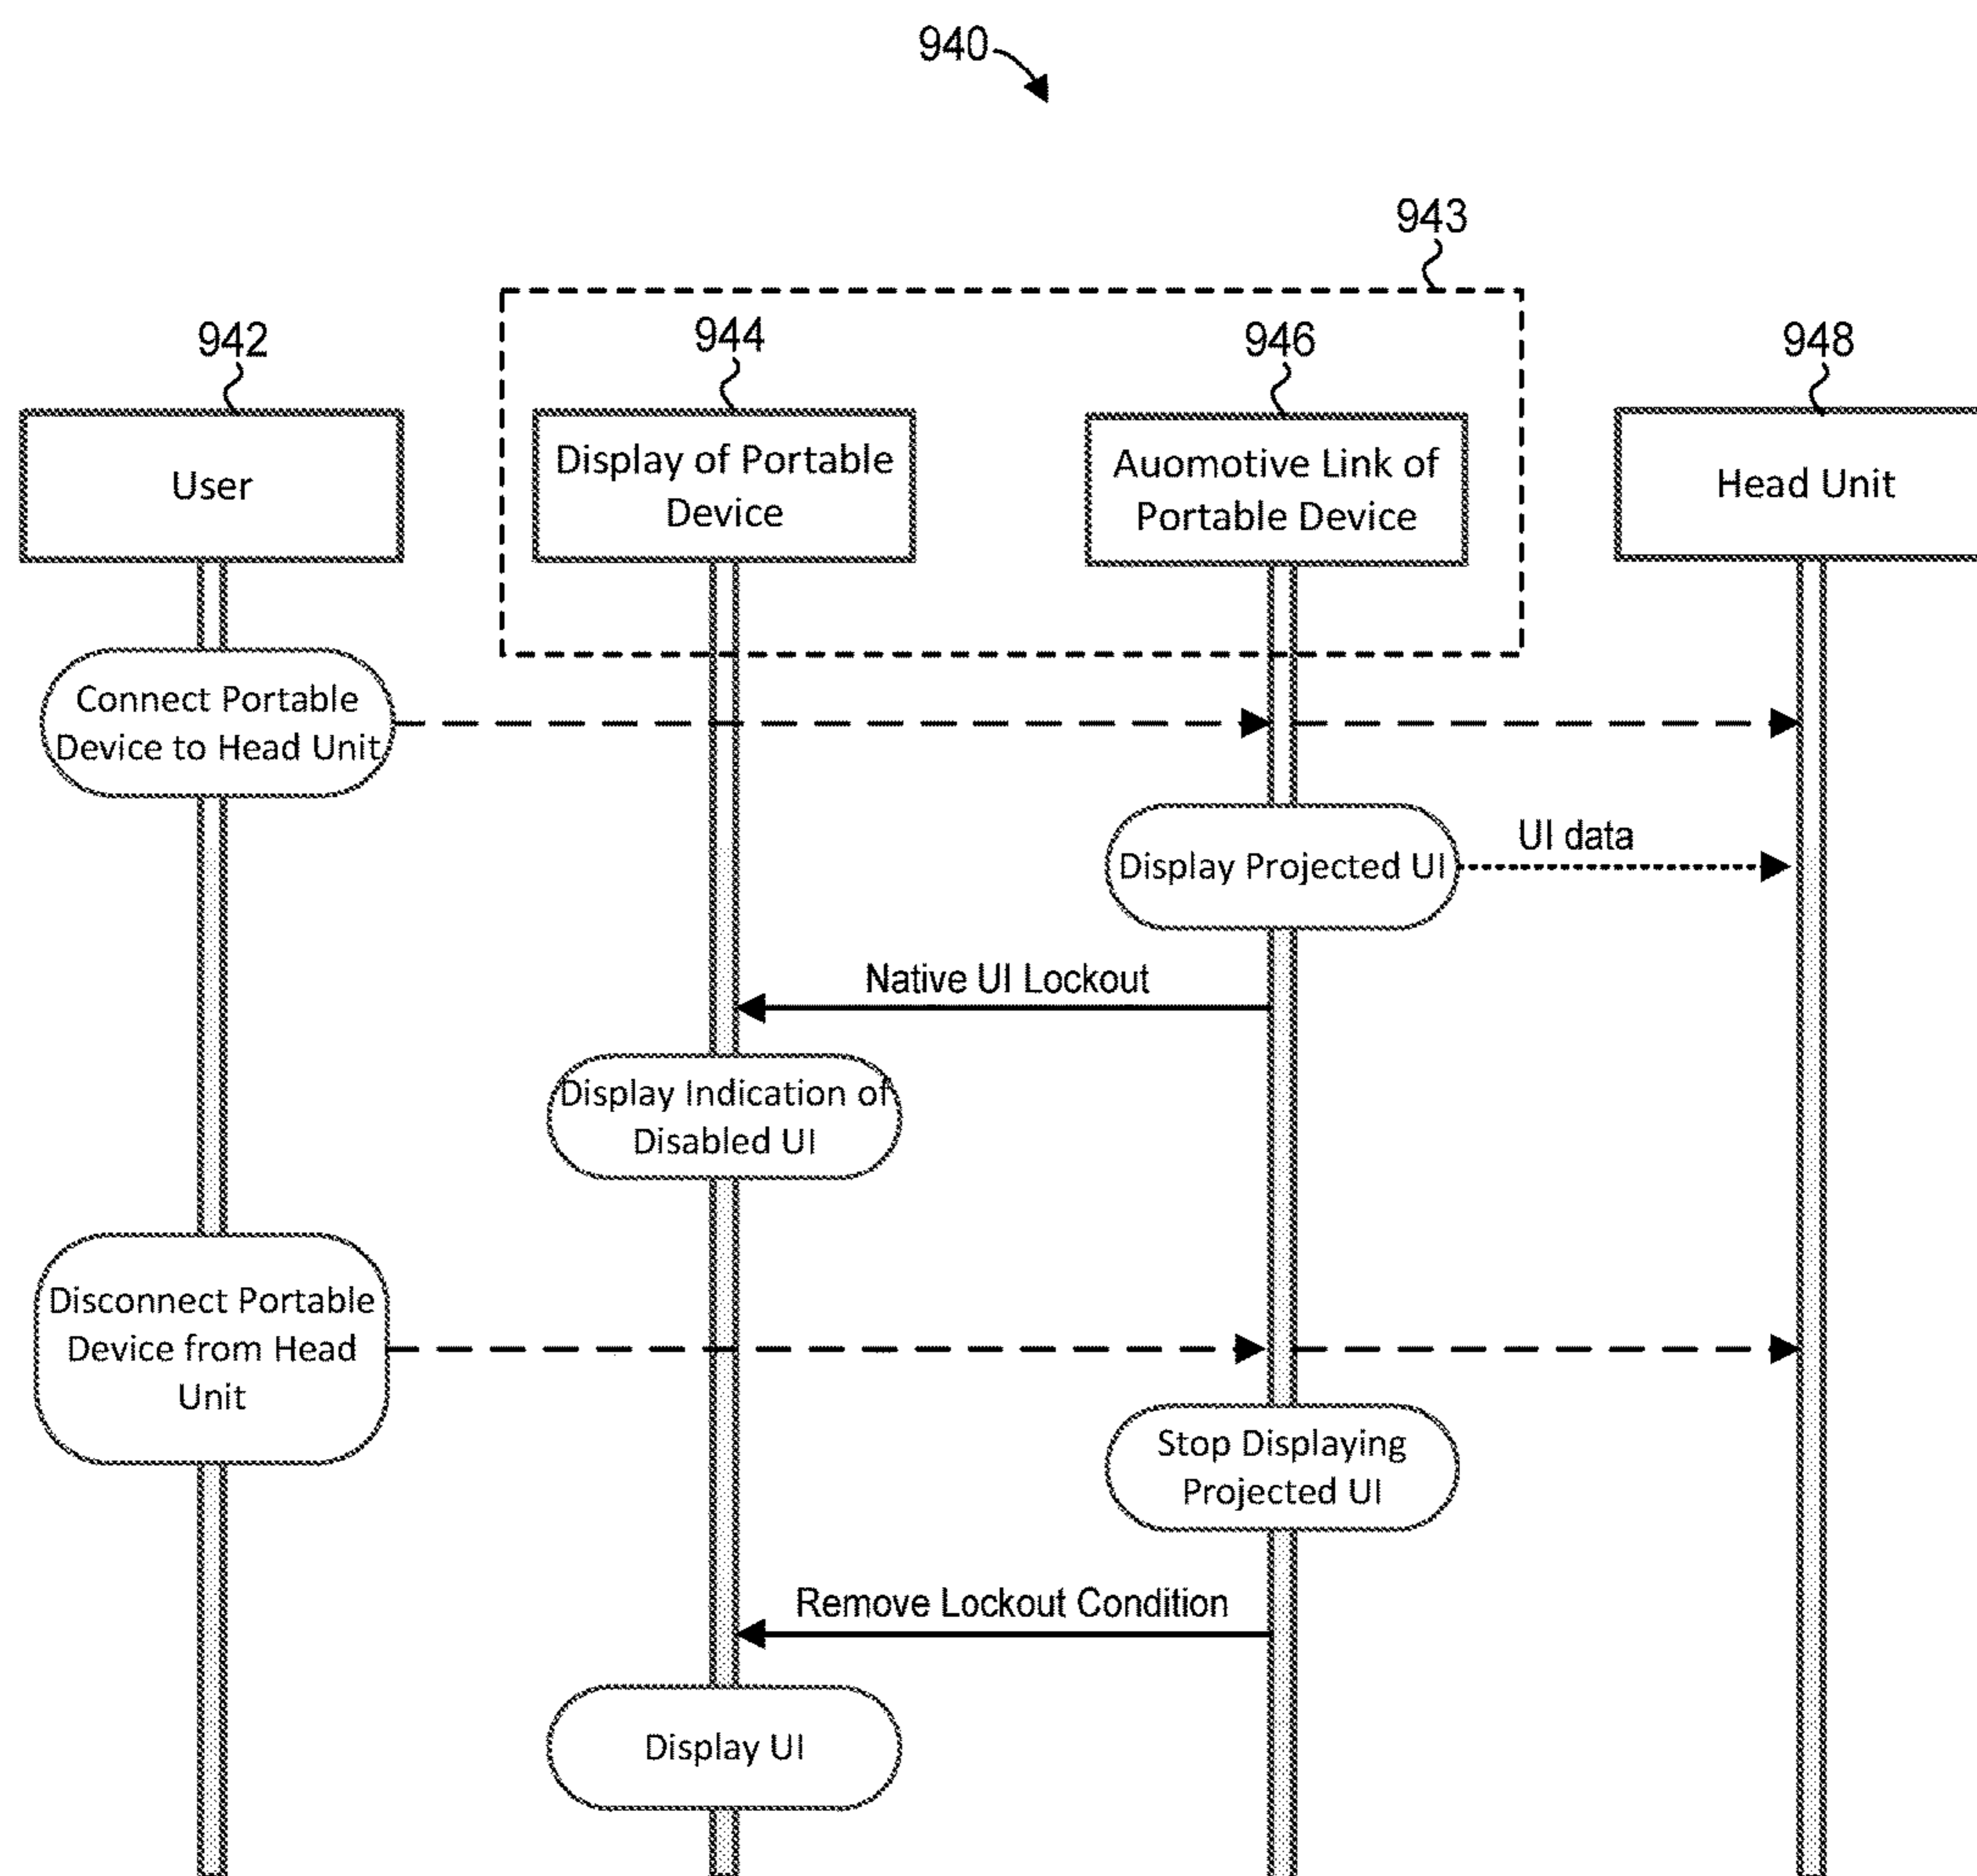 940
943
942
944
946
948
User
Display of Portable
Device
Auomotive Link of
Portable Device
Head Unit
Connect Portable
Device to Head Unit
UI data
Display Projected UI
Native UI Lockout
Display Indication of
Disabled UI
Disconnect Portable
Device from Head
Unit
Stop Displaying
Projected UI
Remove Lockout Condition
Display UI